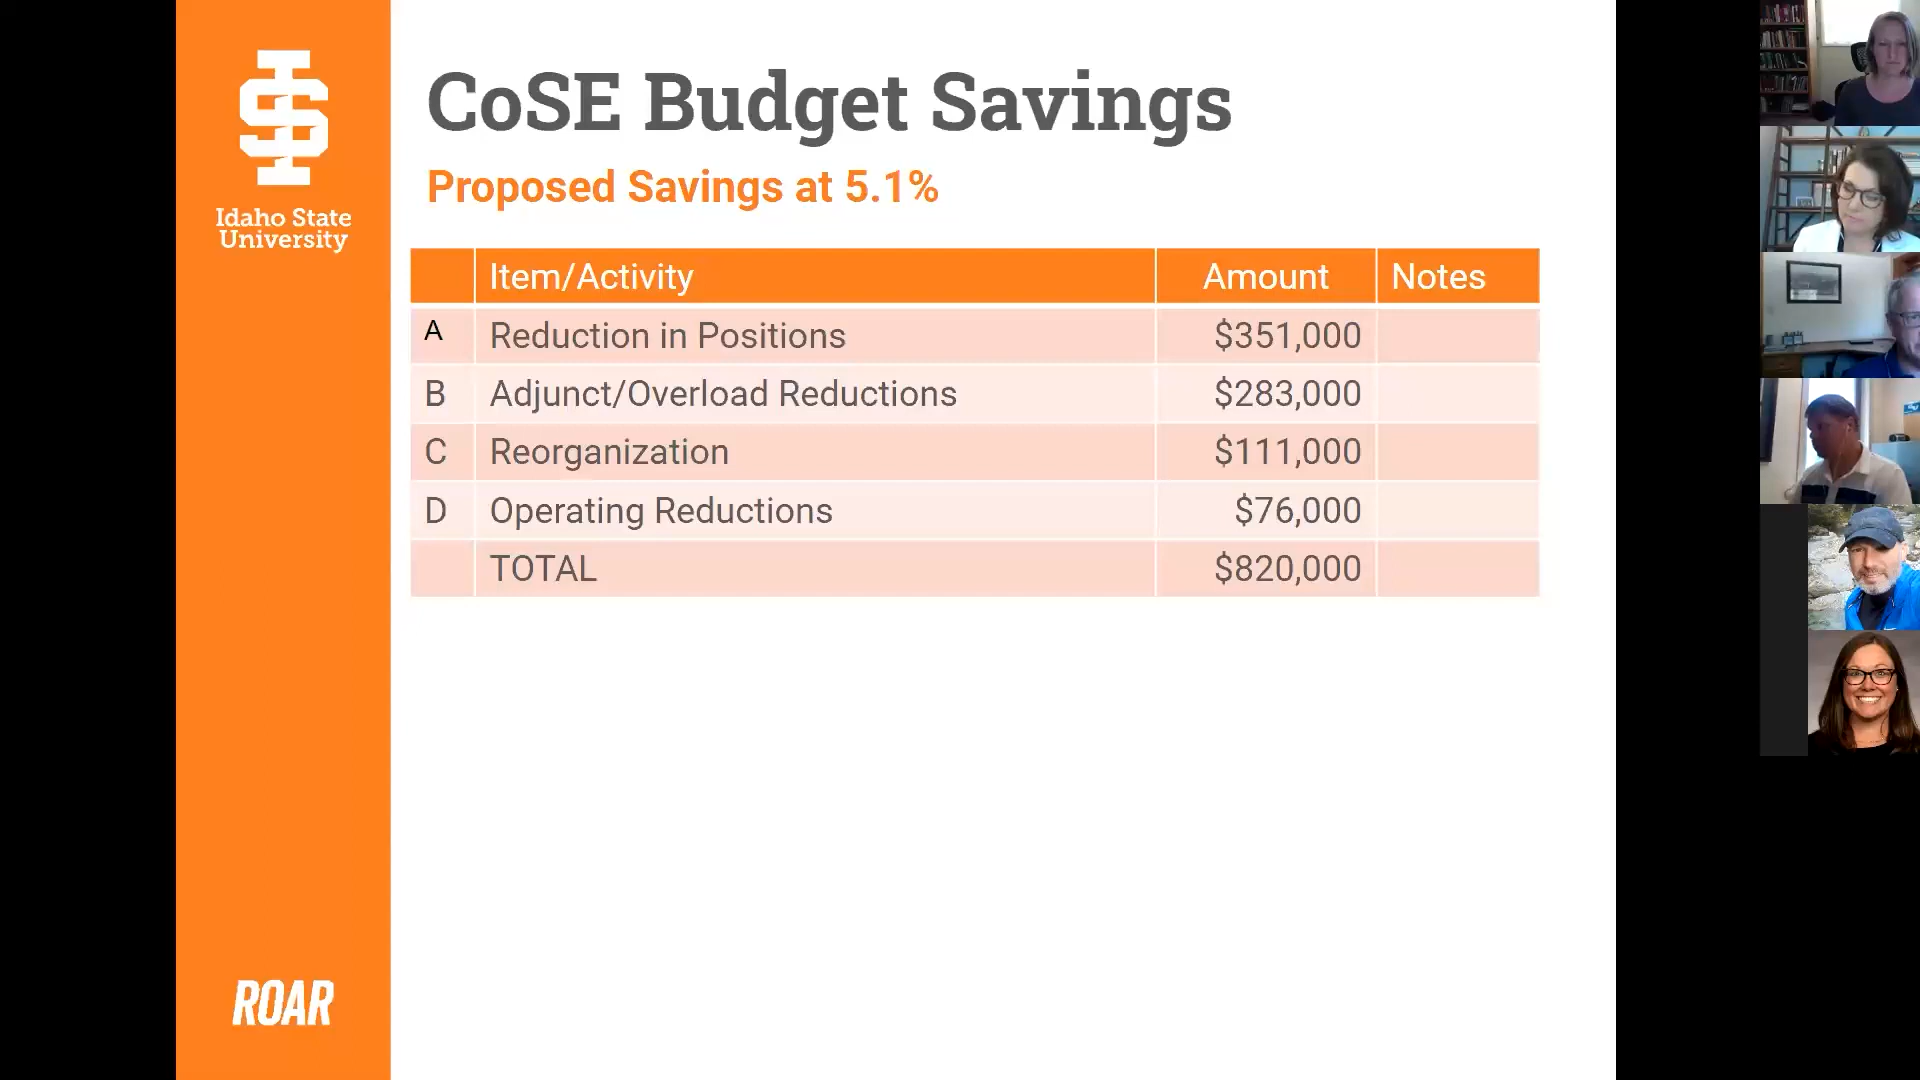 Idaho State
University
ROAR
CoSE Budget Savings
Proposed Savings at 5.1%
Item/Activity Amount Notes
A Reduction in Positions $351,000
B Adjunct/Overload Reductions $283,000
C Reorganization $111,000
D Operating Reductions $76,000
TOTAL $820,000